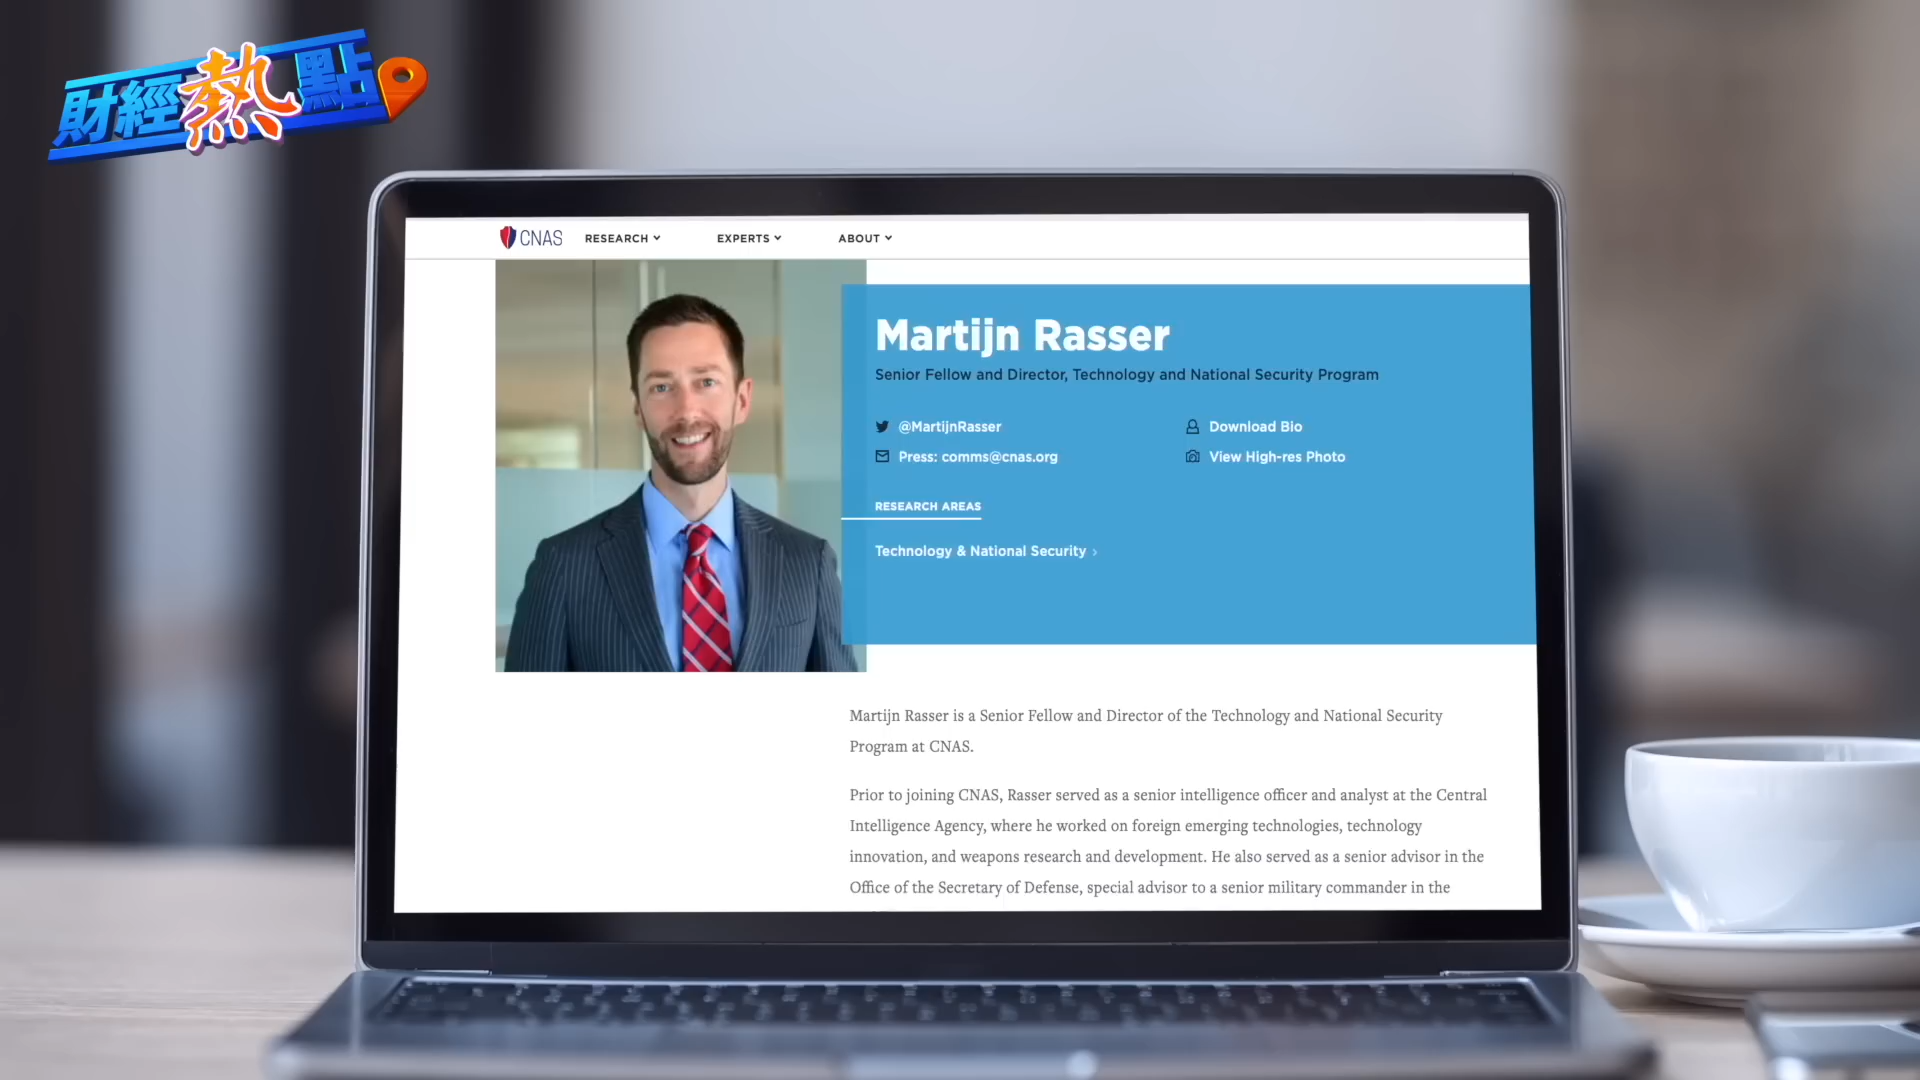 財經熱點
CNAS RESEARCH EXPERTS ABOUT
Martijn Rasser
Senior Fellow and Director, Technology and National Security Program
@MartijnRasser Download Bio
Press: comms@cnas.org View High-res Photo
RESEARCH AREAS
Technology & National Security
Martijn Rasser is a Senior Fellow and Director of the Technology and National Security
Program at CNAS.
Prior to joining CNAS, Rasser served as a senior intelligence officer and analyst at the Central
Intelligence Agency, where he worked on foreign emerging technologies, technology
innovation, and weapons research and development. He also served as a senior advisor in the
Office of the Secretary of Defense, special advisor to a senior military commander in the